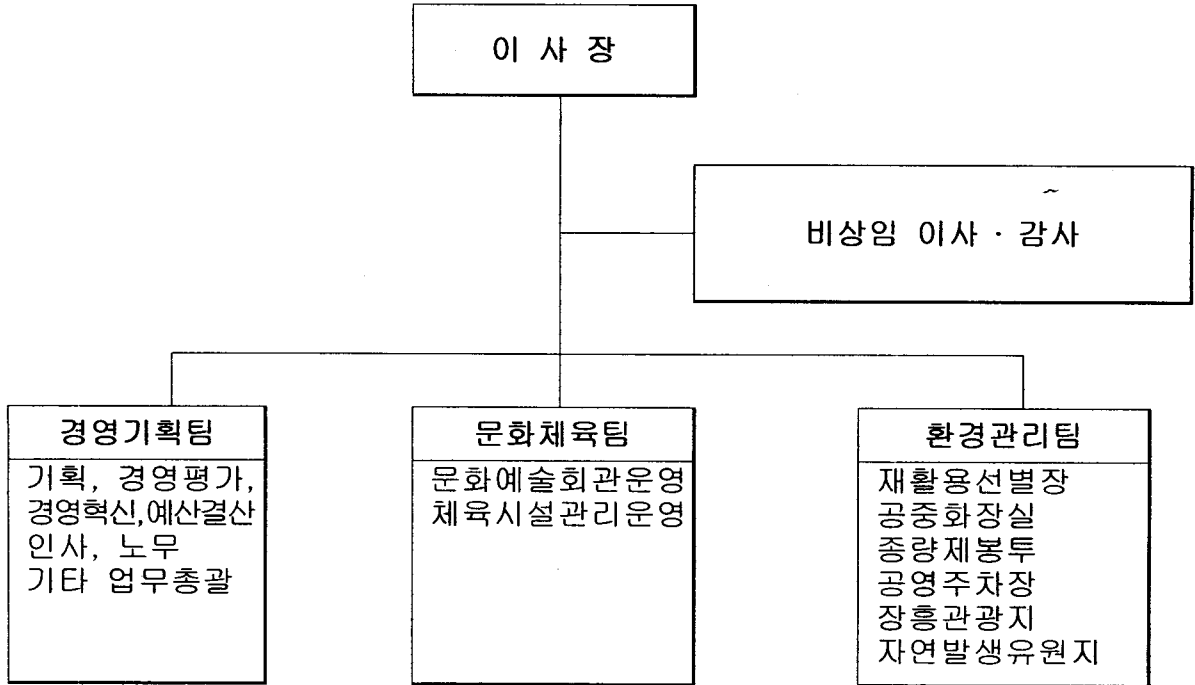 이 사 장
비상임 이사 · 감사
경영기획팀
기획, 경영평가,
경영혁신,예산결산
인사, 노무
기타 업무총괄
문화체육팀
문화예술회관운영
체육시설관리운영
환경관리팀
재활용선별장
공중화장실
종량제봉투
공영주차장
장흥관광지
자연발생유원지